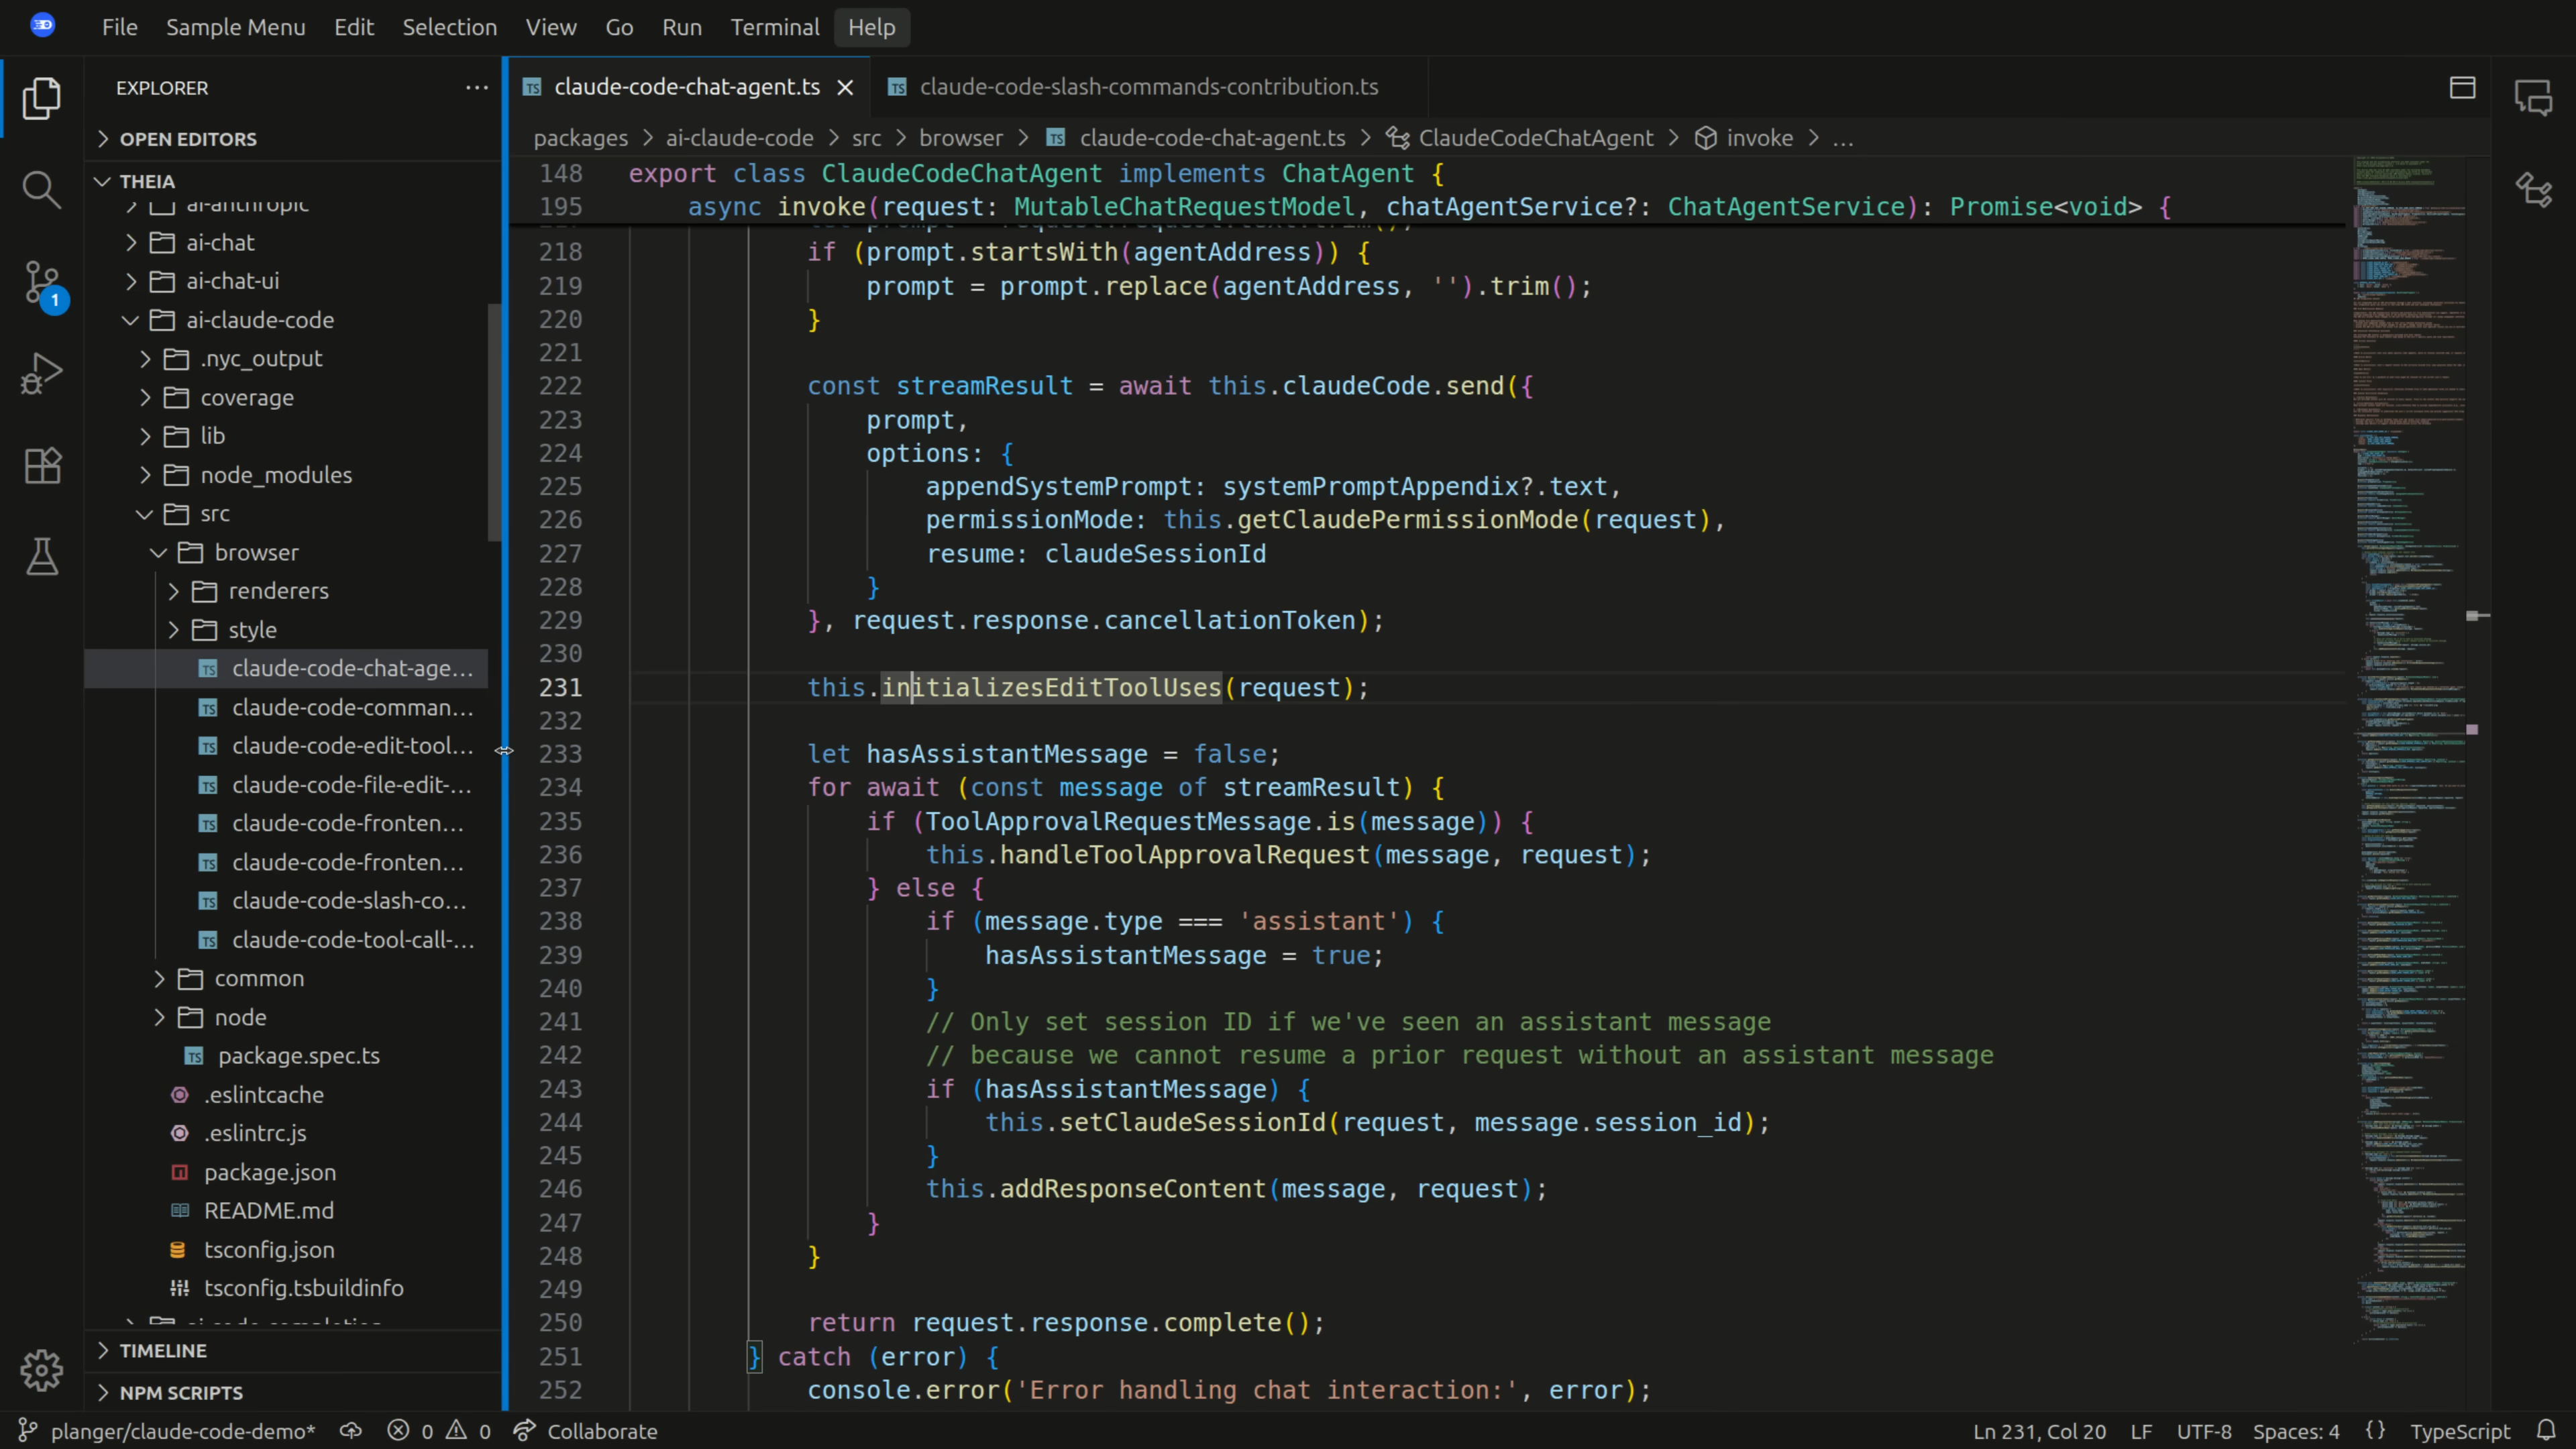 File Sample Menu Edit Selection View Go Run Terminal Help
EXPLORER
OPEN EDITORS
THEIA
ai-anthropic
ai-chat
ai-chat-ui
ai-claude-code
.nyc_output
coverage
lib
node_modules
src
browser
renderers
style
claude-code-chat-age...
claude-code-comman...
claude-code-edit-tool...
claude-code-file-edit-...
claude-code-fronten...
claude-code-fronten...
claude-code-slash-co...
claude-code-tool-call-...
common
node
package.spec.ts
.eslintcache
.eslintrc.js
package.json
README.md
tsconfig.json
tsconfig.tsbuildinfo
ai-code-completion
TIMELINE
NPM SCRIPTS
1
claude-code-chat-agent.ts claude-code-slash-commands-contribution.ts
packages > ai-claude-code > src > browser > claude-code-chat-agent.ts > ClaudeCodeChatAgent > invoke > ...
148 export class ClaudeCodeChatAgent implements ChatAgent {
195 async invoke(request: MutableChatRequestModel, chatAgentService?: ChatAgentService): Promise<void> {
218 if (prompt.startsWith(agentAddress)) {
219 prompt = prompt.replace(agentAddress, '').trim();
220 }
221
222 const streamResult = await this.claudeCode.send({
223 prompt,
224 options: {
225 appendSystemPrompt: systemPromptAppendix?.text,
226 permissionMode: this.getClaudePermissionMode(request),
227 resume: claudeSessionId
228 }
229 }, request.response.cancellationToken);
230
231 this.initializesEditToolUses(request);
232
233 let hasAssistantMessage = false;
234 for await (const message of streamResult) {
235 if (ToolApprovalRequestMessage.is(message)) {
236 this.handleToolApprovalRequest(message, request);
237 } else {
238 if (message.type === 'assistant') {
239 hasAssistantMessage = true;
240 }
241 // Only set session ID if we've seen an assistant message
242 // because we cannot resume a prior request without an assistant message
243 if (hasAssistantMessage) {
244 this.setClaudeSessionId(request, message.session_id);
245 }
246 this.addResponseContent(message, request);
247 }
248 }
249
250 return request.response.complete();
251 } catch (error) {
252 console.error('Error handling chat interaction:', error);
planger/claude-code-demo* 0 0 Collaborate Ln 231, Col 20 LF UTF-8 Spaces: 4 {} TypeScript